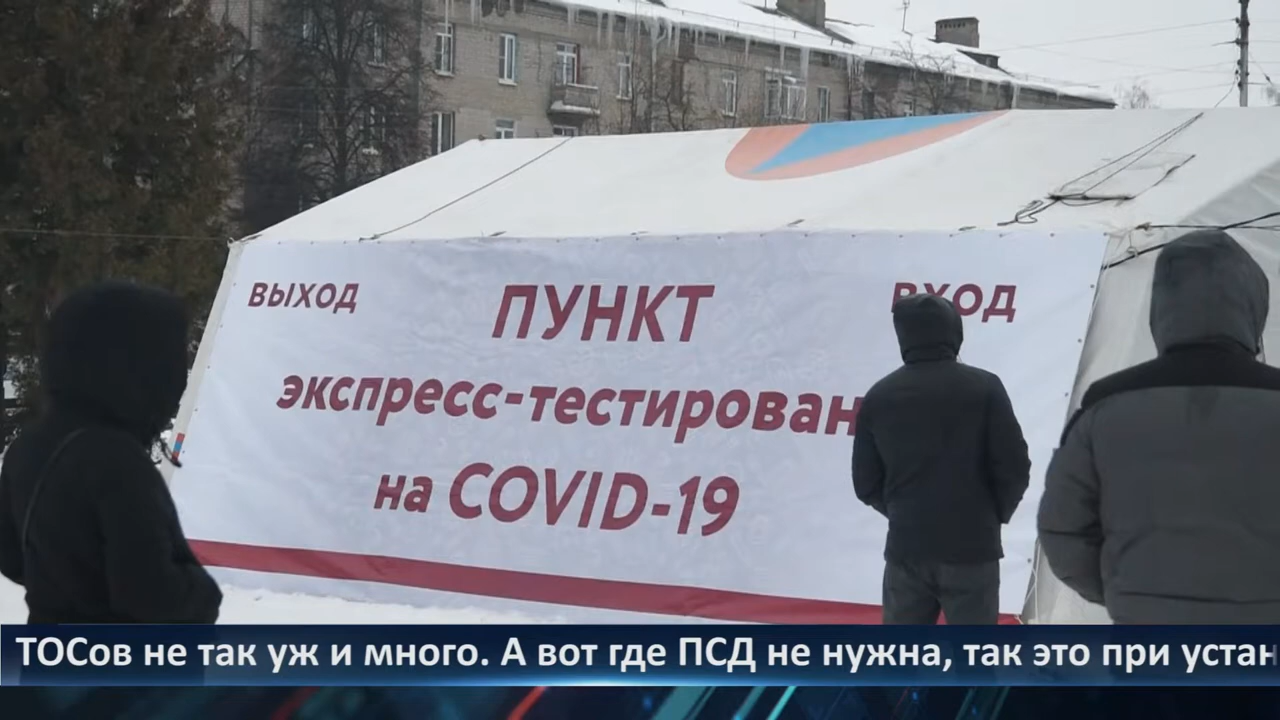 ВЫХОД
ПУНКТ
ВХОД
экспресс-тестирован
на COVID-19
ТОСов не так уж и много. А вот где ПСД не нужна, так это при устан